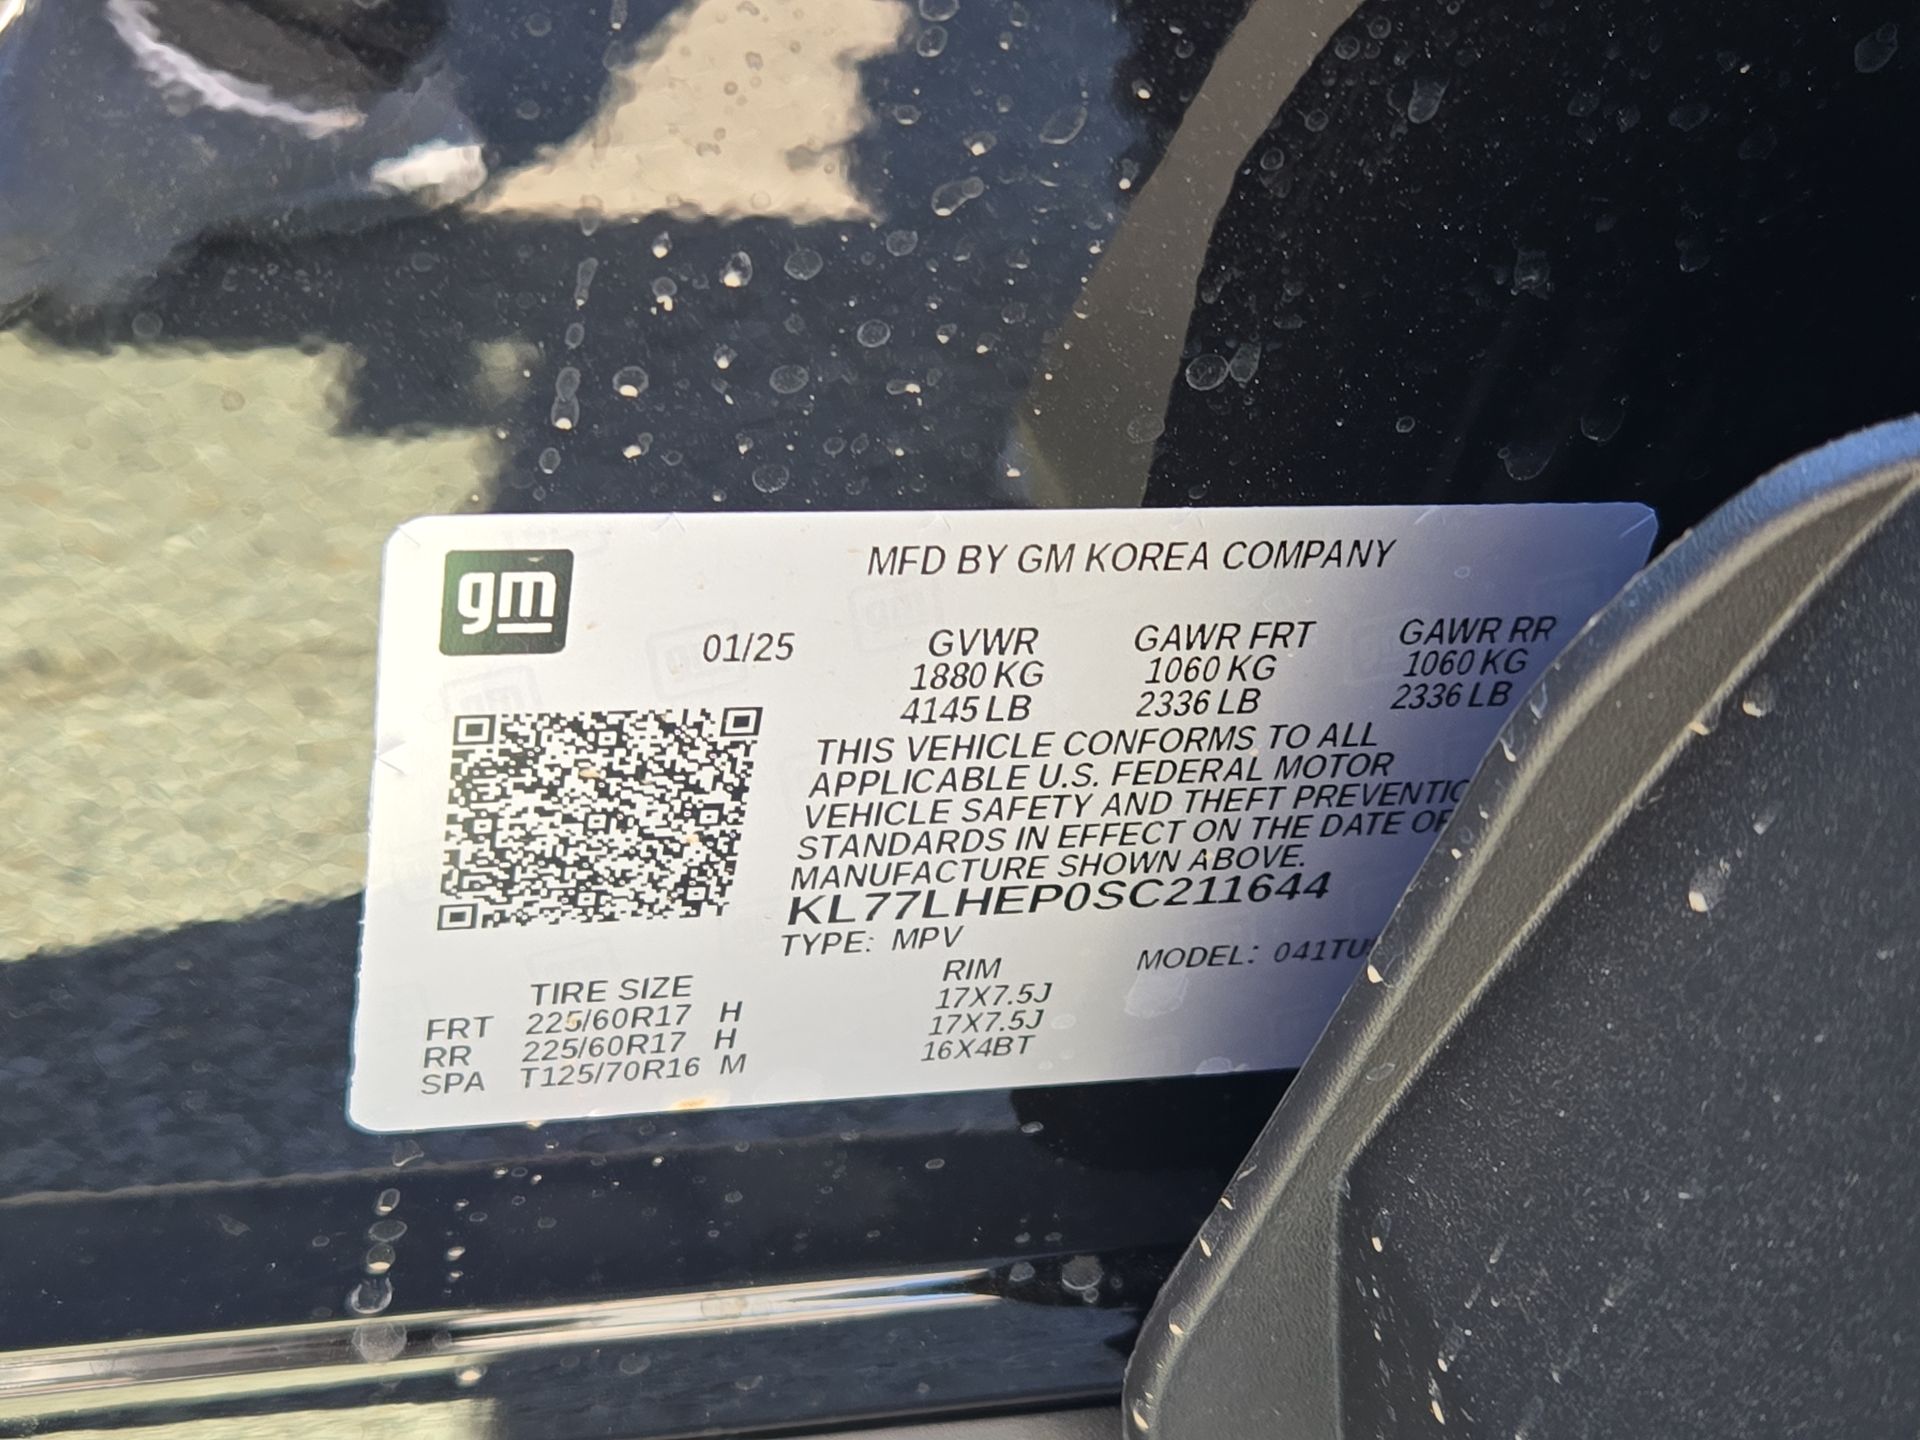 gm
MFD BY GM KOREA COMPANY
01/25 GVWR GAWR FRT GAWR RR
1880 KG 1060 KG 1060 KG
4145 LB 2336 LB 2336 LB
THIS VEHICLE CONFORMS TO ALL
APPLICABLE U.S. FEDERAL MOTOR
VEHICLE SAFETY AND THEFT
STANDARDS IN EFFECT ON THE DATE OF
MANUFACTURE SHOWN ABOVE.
KL77LHEP0SC211644
TYPE: MPV MODEL:
TIRE SIZE RIM
FRT 225/60R17 H 17X7.5J
RR 225/60R17 H 17X7.5J
SPA T125/70R16 M 16X4BT